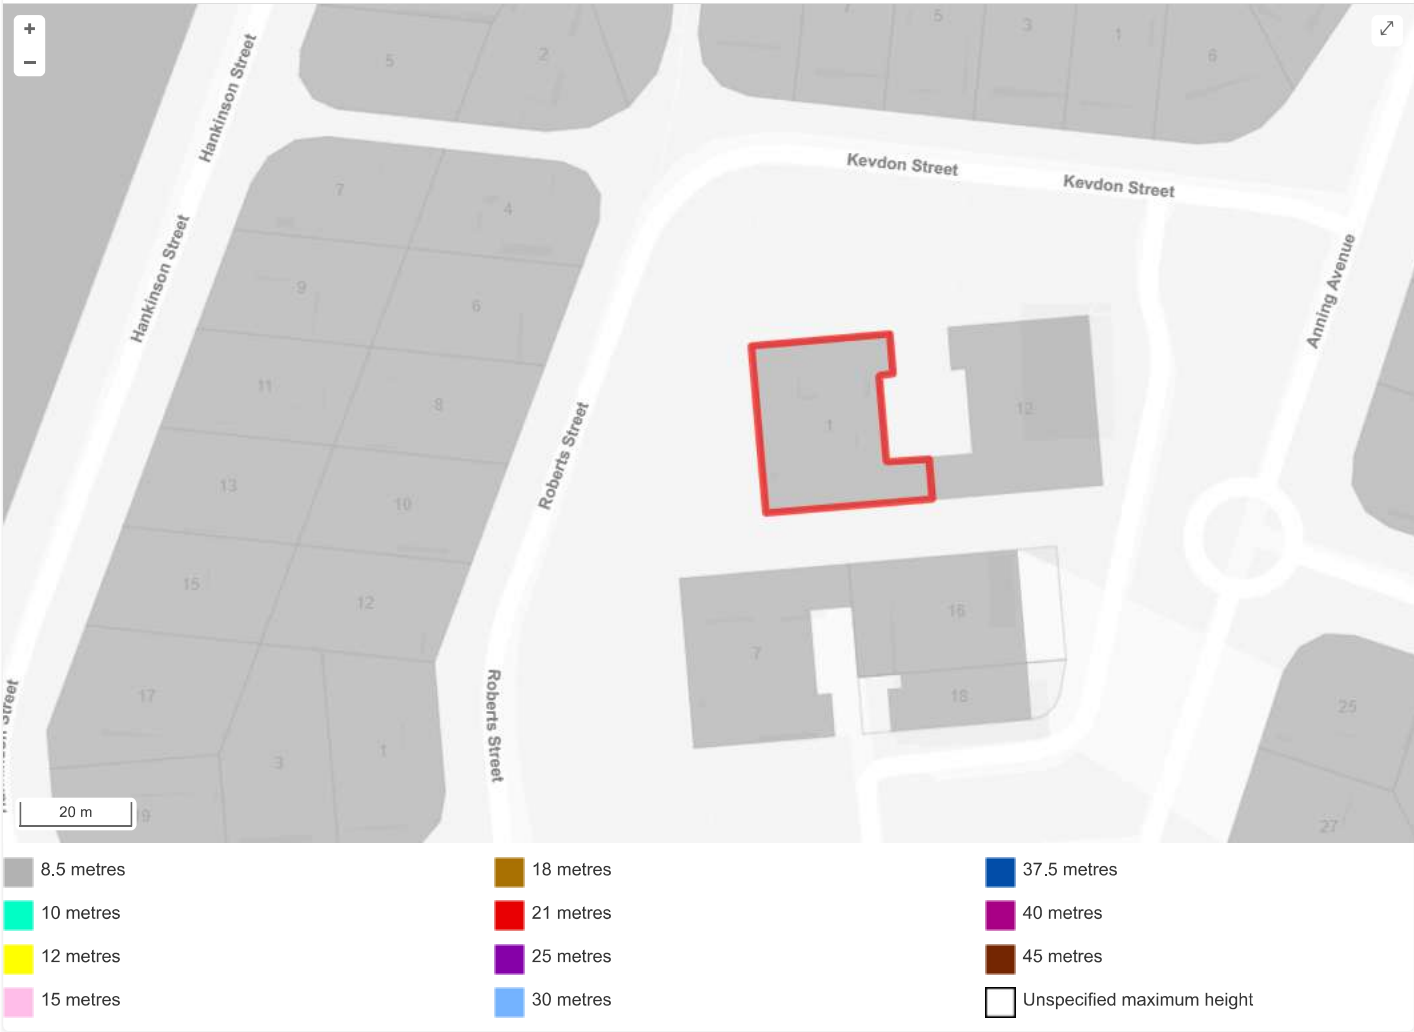 +
−
5
2
5
3
1
6
Hankinson Street
Kevdon Street
Kevdon Street
7
4
Hankinson Street
9
6
Anning Avenue
11
8
1
12
Roberts Street
13
10
15
12
7
16
18
17
Roberts Street
3
1
25
27
9
Street
20 m
8.5 metres
10 metres
12 metres
15 metres
18 metres
21 metres
25 metres
30 metres
37.5 metres
40 metres
45 metres
Unspecified maximum height